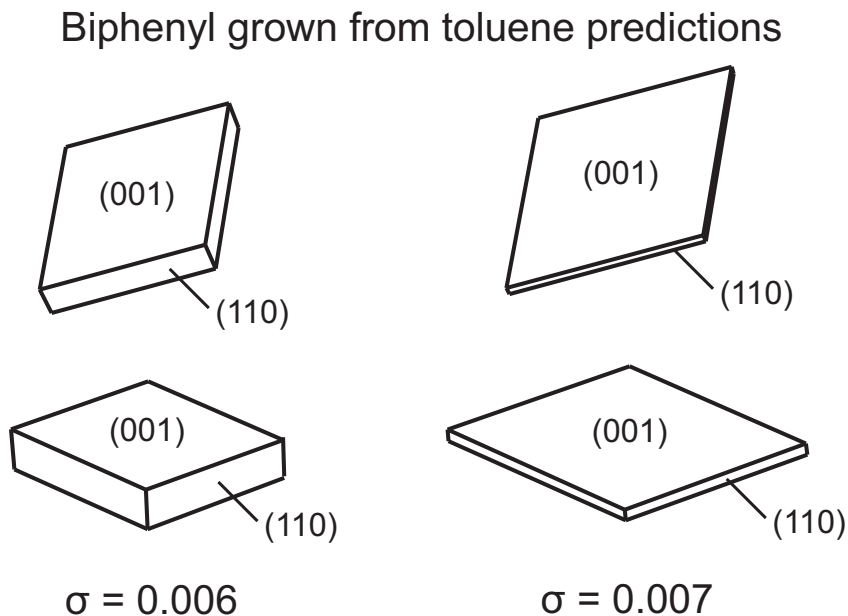 Biphenyl grown from toluene predictions
(001)
(110)
(001)
(110)
(001)
(110)
(001)
(110)
σ = 0.006
σ = 0.007